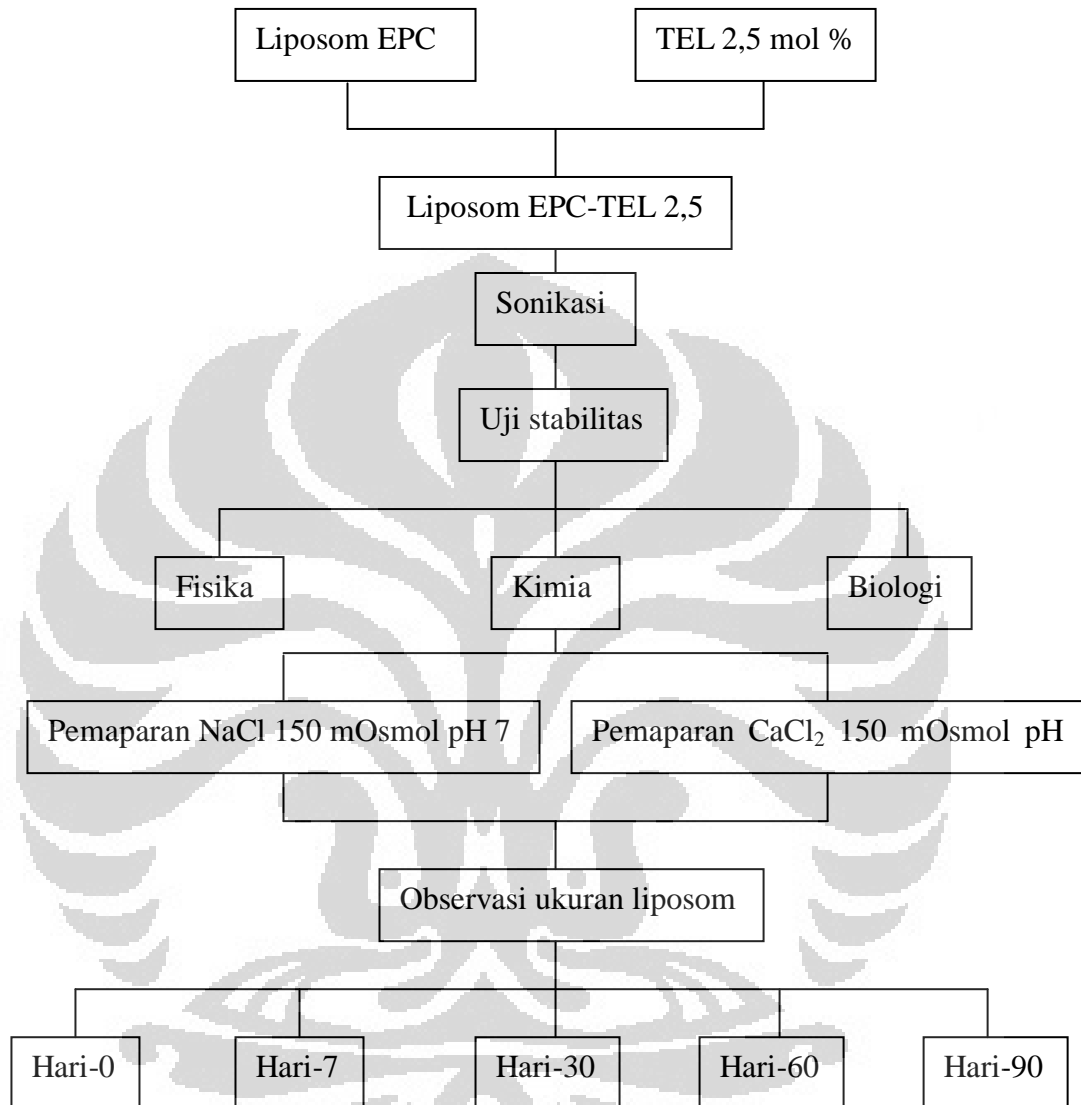 Liposom EPC
TEL 2,5 mol %
Liposom EPC-TEL 2,5
Sonikasi
Uji stabilitas
Fisika
Kimia
Biologi
Pemaparan NaCl 150 mOsmol pH 7
Pemaparan CaCl₂ 150 mOsmol pH
Observasi ukuran liposom
Hari-0
Hari-7
Hari-30
Hari-60
Hari-90